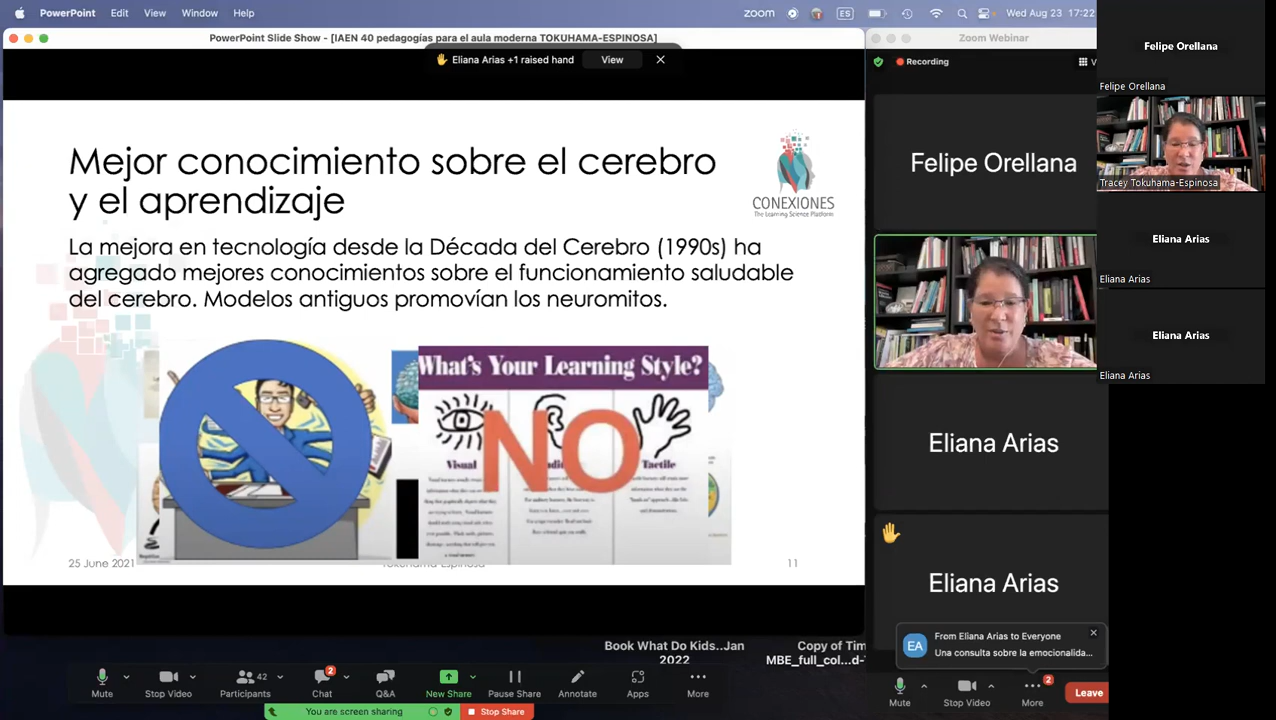 PowerPoint Edit View Window Help
zoom ES Wed Aug 23 17:22
PowerPoint Slide Show - [IAEN 40 pedagogías para el aula moderna TOKUHAMA-ESPINOSA]
Eliana Arias +1 raised hand View
Mejor conocimiento sobre el cerebro
y el aprendizaje
CONEXIONES
The Learning Science Platform
La mejora en tecnología desde la Década del Cerebro (1990s) ha
agregado mejores conocimientos sobre el funcionamiento saludable
del cerebro. Modelos antiguos promovían los neuromitos.
What's Your Learning Style?
NO
Visual
Tactile
25 June 2021
11
Zoom Webinar
Recording
Felipe Orellana
Eliana Arias
Eliana Arias
From Eliana Arias to Everyone
EA
Una consulta sobre la emocionalida...
Felipe Orellana
Felipe Orellana
Tracey Tokuhama-Espinosa
Eliana Arias
Eliana Arias
Eliana Arias
Eliana Arias
Book What Do Kids..Jan
2022
Copy of Tim
MBE_full_col...d-
Mute Stop Video Participants 42 Chat 2 Q&A New Share Pause Share Annotate Apps More
You are screen sharing Stop Share
Mute Stop Video More 2 Leave